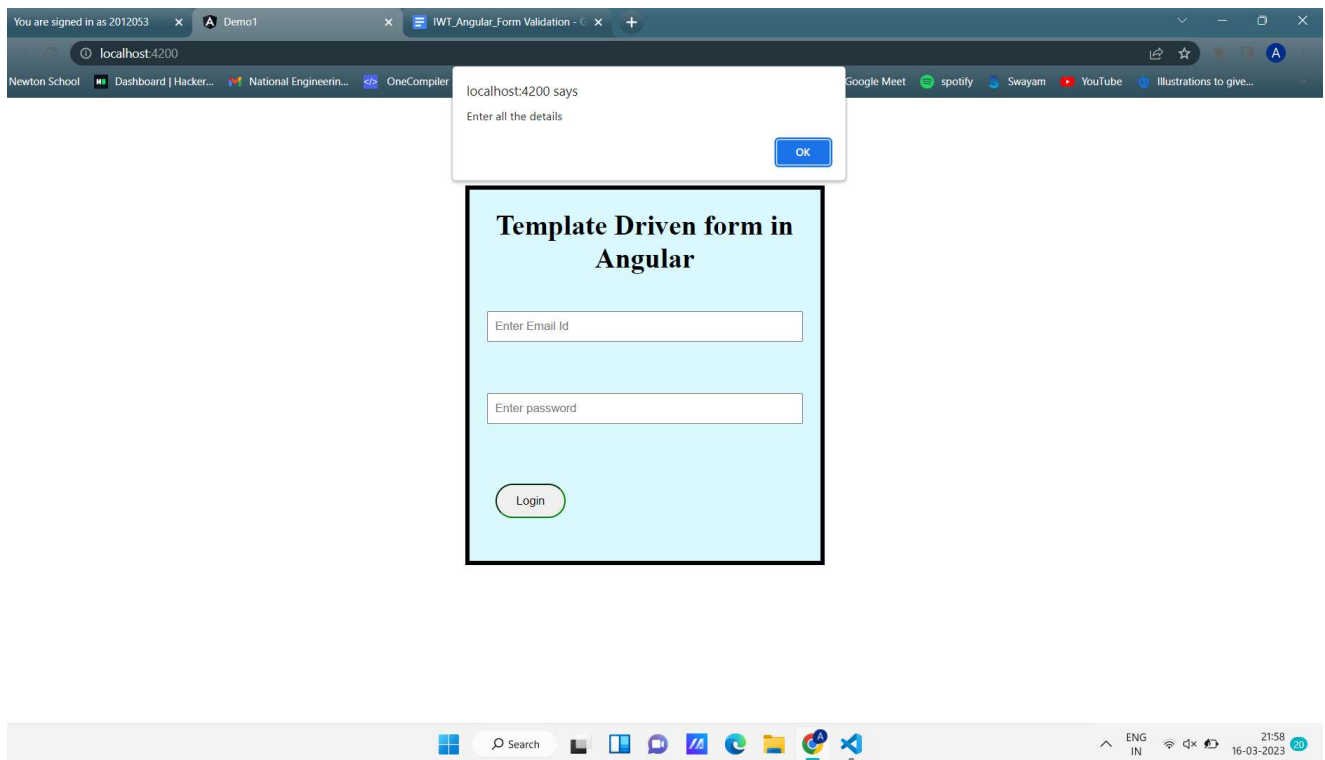 You are signed in as 2012053
Demo1
IWT_Angular_Form Validation - G
localhost:4200
A
Newton School
Dashboard | Hacker...
National Engineerin...
OneCompiler
Google Meet
spotify
Swayam
YouTube
Illustrations to give...
localhost:4200 says
Enter all the details
OK
Template Driven form in
Angular
Enter Email Id
Enter password
Login
Search
A
ENG
IN
21:58
16-03-2023
20